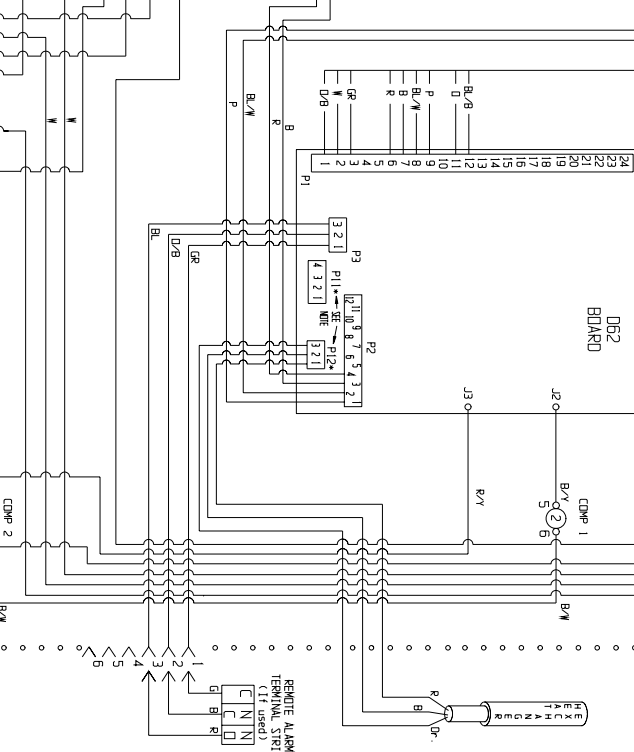 W
W
BL/W
P
R
B
O/B
W
GR
R
B
BL/W
P
O
BL/B
1 2 3 4 5 6 7 8 9 10 11 12 13 14 15 16 17 18 19 20 21 22 23 24
P1
BL
O/B
GR
3 2 1
P3
4 3 2 1
P11*
SEE
NOTE
12 11 10 9 8 7 6 5 4 3 2 1
P2
3 2 1
P12*
D62
BOARD
J3
J2
R/Y
B/Y
COMP 1
5
2
6
COMP 2
B/W
B/W
6 5 4 3 2 1
G
B
R
C
N C
N O
REMOTE ALARM
TERMINAL STRI
(If used)
R
B
Dr.
HEAT
EXCHANGER